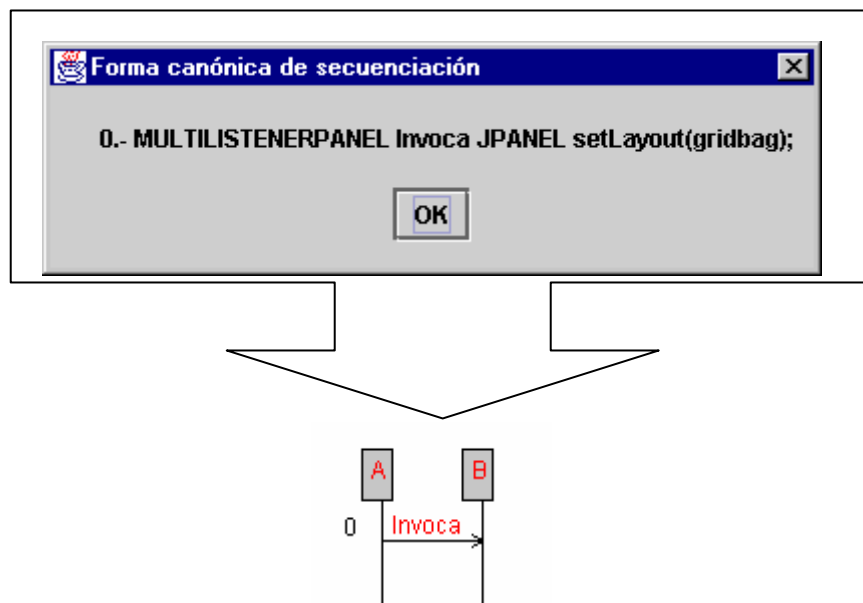 Forma canónica de secuenciación
0.- MULTILISTENERPANEL Invoca JPANEL setLayout(gridbag);
OK
A B
0 Invoca